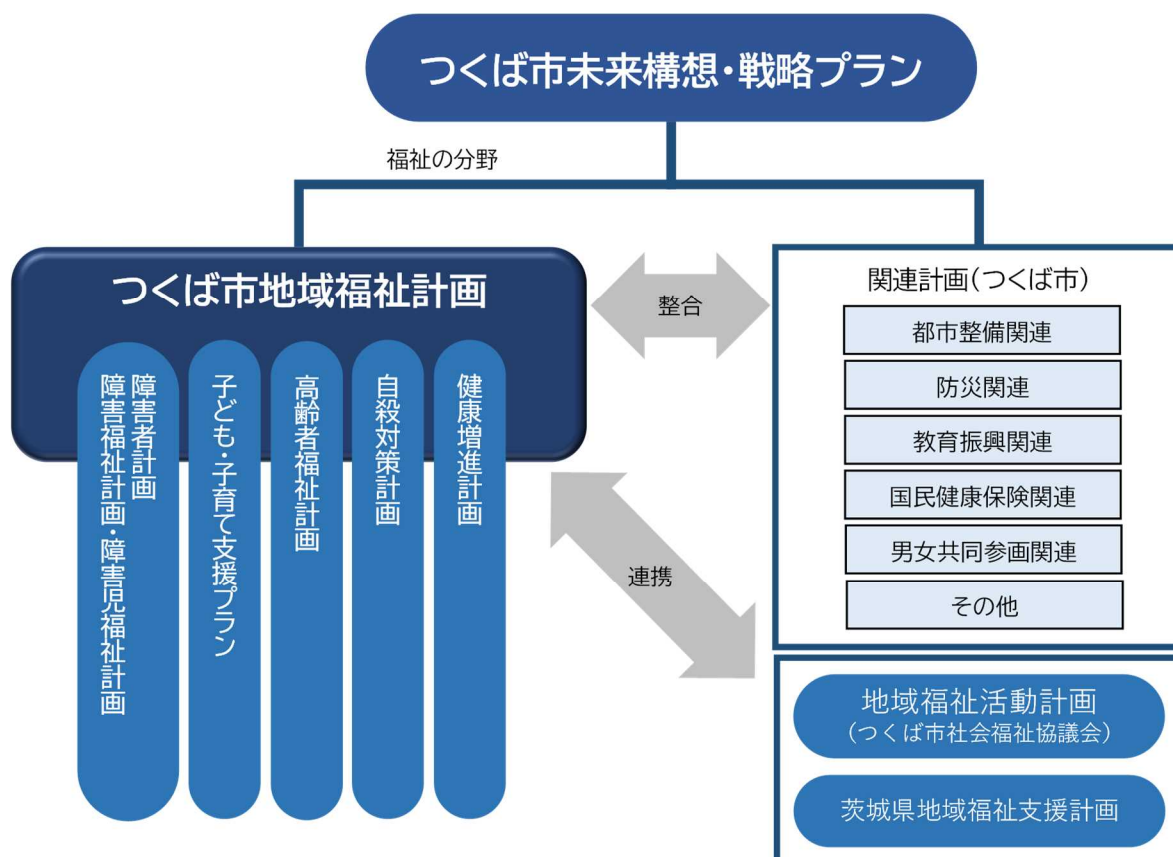 つくば市未来構想・戦略プラン
福祉の分野
つくば市地域福祉計画
障害者計画
障害福祉計画・障害児福祉計画
子ども・子育て支援プラン
高齢者福祉計画
自殺対策計画
健康増進計画
整合
連携
関連計画(つくば市)
都市整備関連
防災関連
教育振興関連
国民健康保険関連
男女共同参画関連
その他
地域福祉活動計画
(つくば市社会福祉協議会)
茨城県地域福祉支援計画